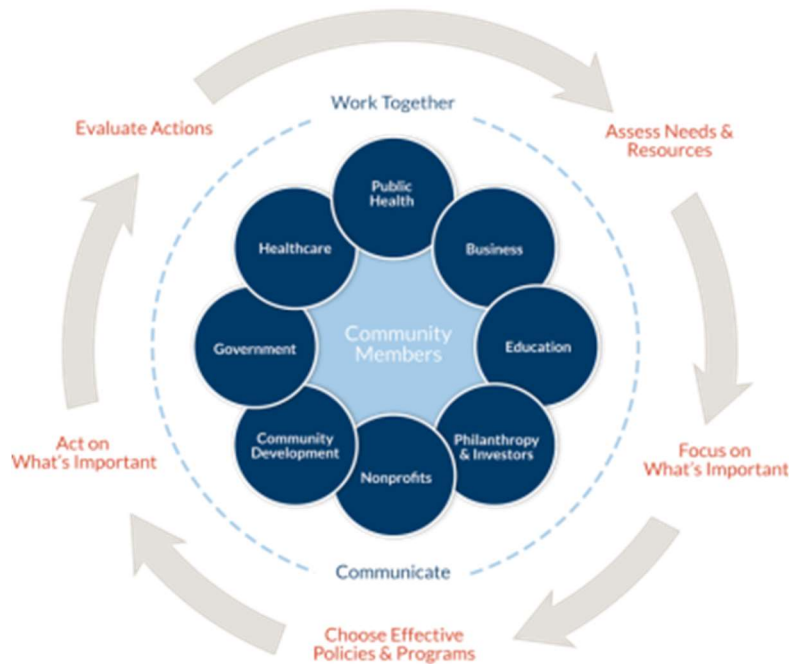 Work Together
Evaluate Actions
Assess Needs &
Resources
Public
Health
Healthcare
Business
Community
Members
Government
Education
Community
Development
Philanthropy
& Investors
Nonprofits
Act on
What's Important
Focus on
What's Important
Communicate
Choose Effective
Policies & Programs